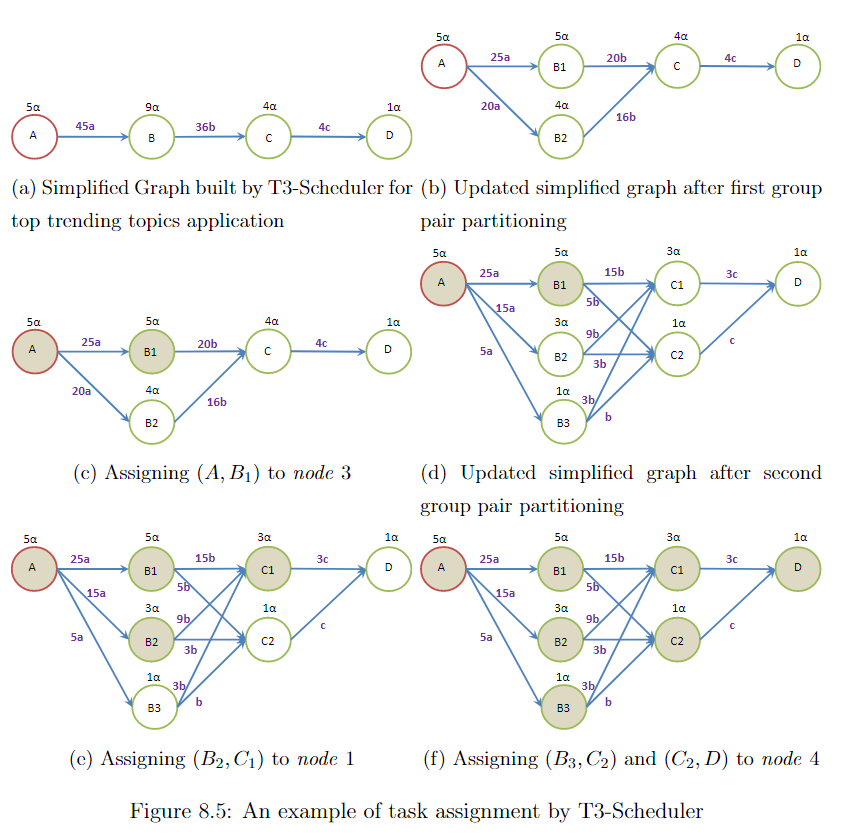 5α 9α 4α 1α
A 45a B 36b C 4c D
(a) Simplified Graph built by T3-Scheduler for
top trending topics application
5α 5α 4α 1α
A 25a B1 20b C 4c D
20a 4α 16b
B2
(b) Updated simplified graph after first group
pair partitioning
5α 5α 4α 1α
A 25a B1 20b C 4c D
20a 4α 16b
B2
(c) Assigning (A, B1) to node 3
5α 5α 3α 1α
A 25a B1 15b C1 3c D
15a 5b
3α 9b 1α
5a B2 3b C2 c
1α 3b
B3 b
(d) Updated simplified graph after second
group pair partitioning
5α 5α 3α 1α
A 25a B1 15b C1 3c D
15a 5b
3α 9b 1α
5a B2 3b C2 c
1α 3b
B3 b
(e) Assigning (B2, C1) to node 1
5α 5α 3α 1α
A 25a B1 15b C1 3c D
15a 5b
3α 9b 1α
5a B2 3b C2 c
1α 3b
B3 b
(f) Assigning (B3, C2) and (C2, D) to node 4
Figure 8.5: An example of task assignment by T3-Scheduler